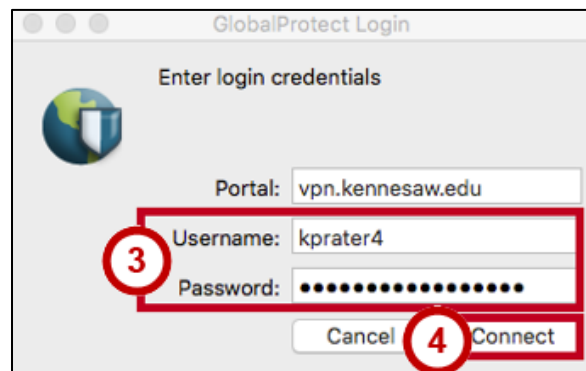 GlobalProtect Login
Enter login credentials
Portal: vpn.kennesaw.edu
Username: kprater4
3
Password: •••••••••••••••••
Cancel 4 Connect